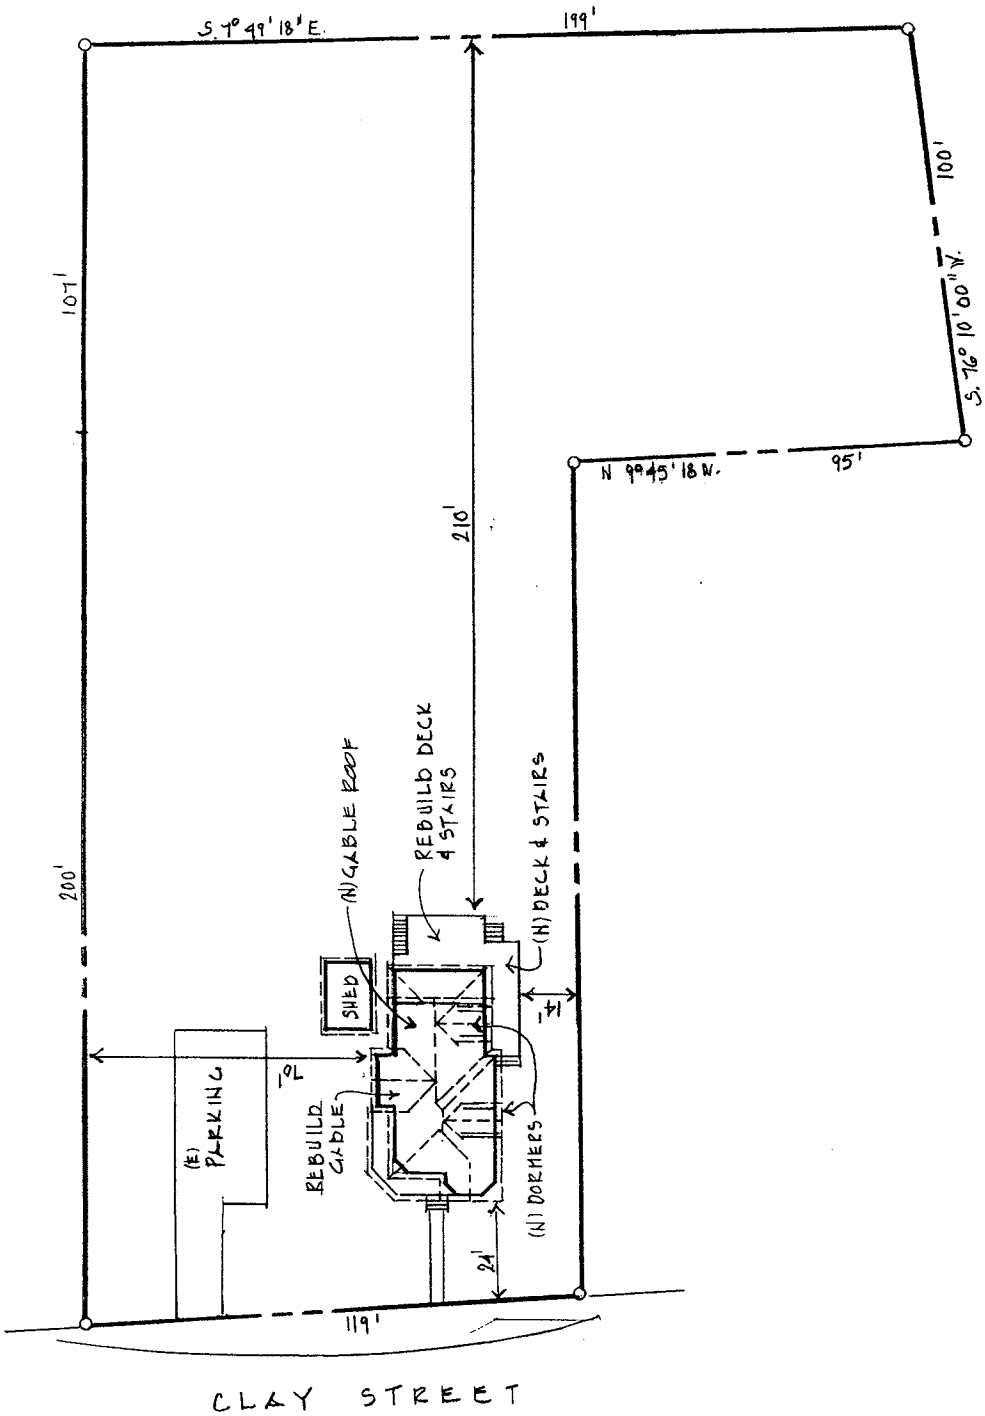 S. 7° 49' 18" E.
199'
100'
S. 76° 10' 00" W.
107'
N 9°45' 18 W.
95'
210'
200'
(N) GABLE ROOF
REBUILD DECK
& STAIRS
(N) DECK & STAIRS
SHED
14'
70'
(E)
PARKING
REBUILD
GABLE
(N) DORMERS
24'
119'
CLAY STREET